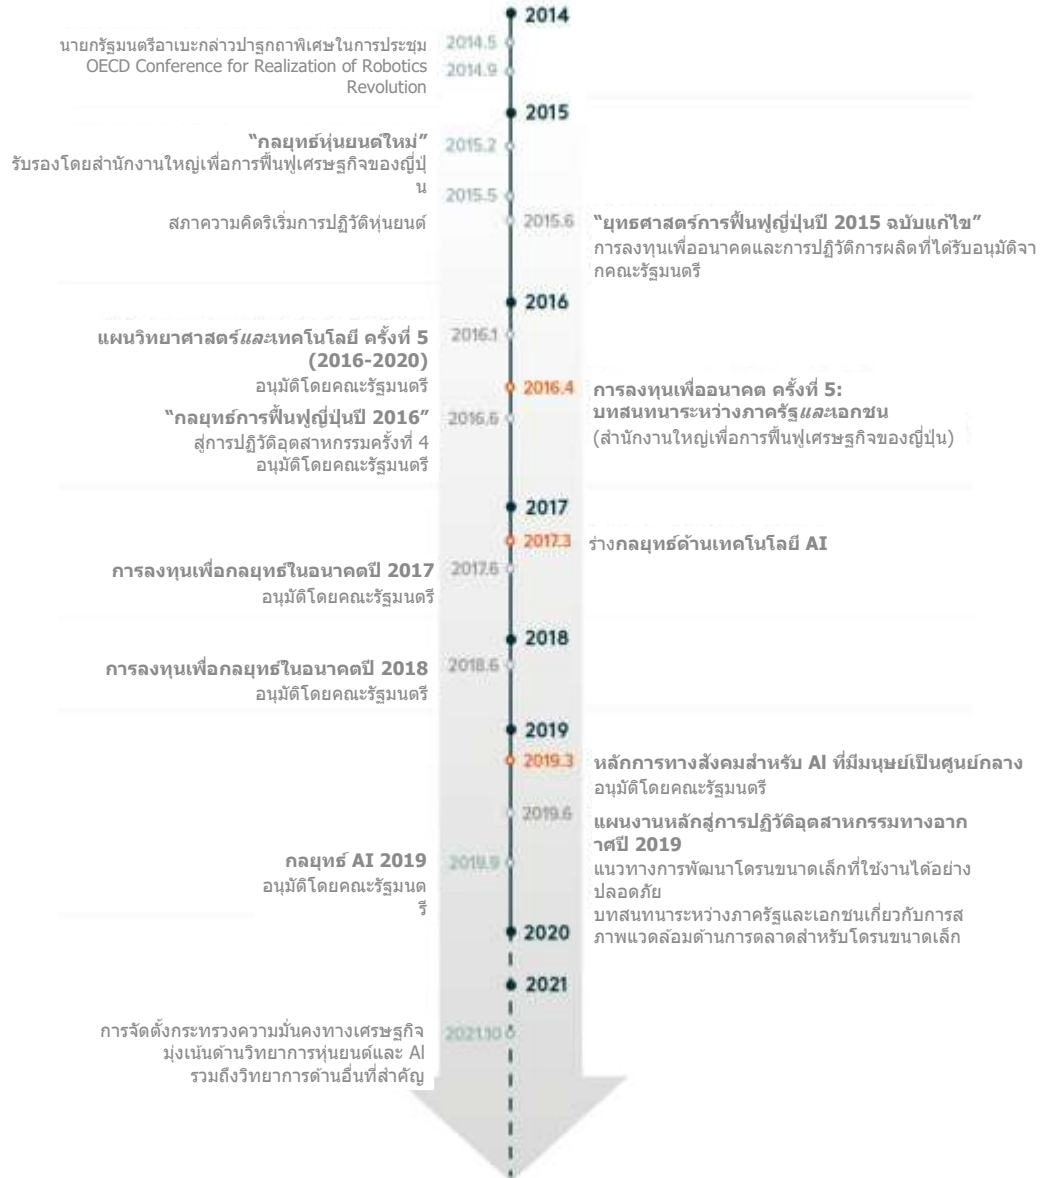 2014
นายกรัฐมนตรีอาเบะกล่าวปาฐกถาพิเศษในการประชุม
OECD Conference for Realization of Robotics
Revolution
2014.5
2014.9
2015
“กลยุทธ์หุ่นยนต์ใหม่”
รับรองโดยสำนักงานใหญ่เพื่อการฟื้นฟูเศรษฐกิจของญี่ปุ่
น
2015.2
2015.5
สภาความคิดริเริ่มการปฏิวัติหุ่นยนต์
2015.6
“ยุทธศาสตร์การฟื้นฟูญี่ปุ่นปี 2015 ฉบับแก้ไข”
การลงทุนเพื่ออนาคตและการปฏิวัติการผลิตที่ได้รับอนุมัติจา
กคณะรัฐมนตรี
2016
2016.1
แผนวิทยาศาสตร์และเทคโนโลยี ครั้งที่ 5
(2016-2020)
อนุมัติโดยคณะรัฐมนตรี
2016.4
การลงทุนเพื่ออนาคต ครั้งที่ 5:
บทสนทนาระหว่างภาครัฐและเอกชน
(สำนักงานใหญ่เพื่อการฟื้นฟูเศรษฐกิจของญี่ปุ่น)
“กลยุทธ์การฟื้นฟูญี่ปุ่นปี 2016”
2016.6
สู่การปฏิวัติอุตสาหกรรมครั้งที่ 4
อนุมัติโดยคณะรัฐมนตรี
2017
2017.3
ร่างกลยุทธ์ด้านเทคโนโลยี AI
การลงทุนเพื่อกลยุทธ์ในอนาคตปี 2017
2017.6
อนุมัติโดยคณะรัฐมนตรี
2018
การลงทุนเพื่อกลยุทธ์ในอนาคตปี 2018
2018.6
อนุมัติโดยคณะรัฐมนตรี
2019
2019.3
หลักการทางสังคมสำหรับ AI ที่มีมนุษย์เป็นศูนย์กลาง
อนุมัติโดยคณะรัฐมนตรี
2019.6
แผนงานหลักสู่การปฏิวัติอุตสาหกรรมทางอาก
าศปี 2019
แนวทางการพัฒนาโดรนขนาดเล็กที่ใช้งานได้อย่าง
ปลอดภัย
บทสนทนาระหว่างภาครัฐและเอกชนเกี่ยวกับการส
ภาพแวดล้อมด้านการตลาดสำหรับโดรนขนาดเล็ก
กลยุทธ์ AI 2019
2019.9
อนุมัติโดยคณะรัฐมนต
รี
2020
2021
การจัดตั้งกระทรวงความมั่นคงทางเศรษฐกิจ
2021.10
มุ่งเน้นด้านวิทยาการหุ่นยนต์และ AI
รวมถึงวิทยาการด้านอื่นที่สำคัญ